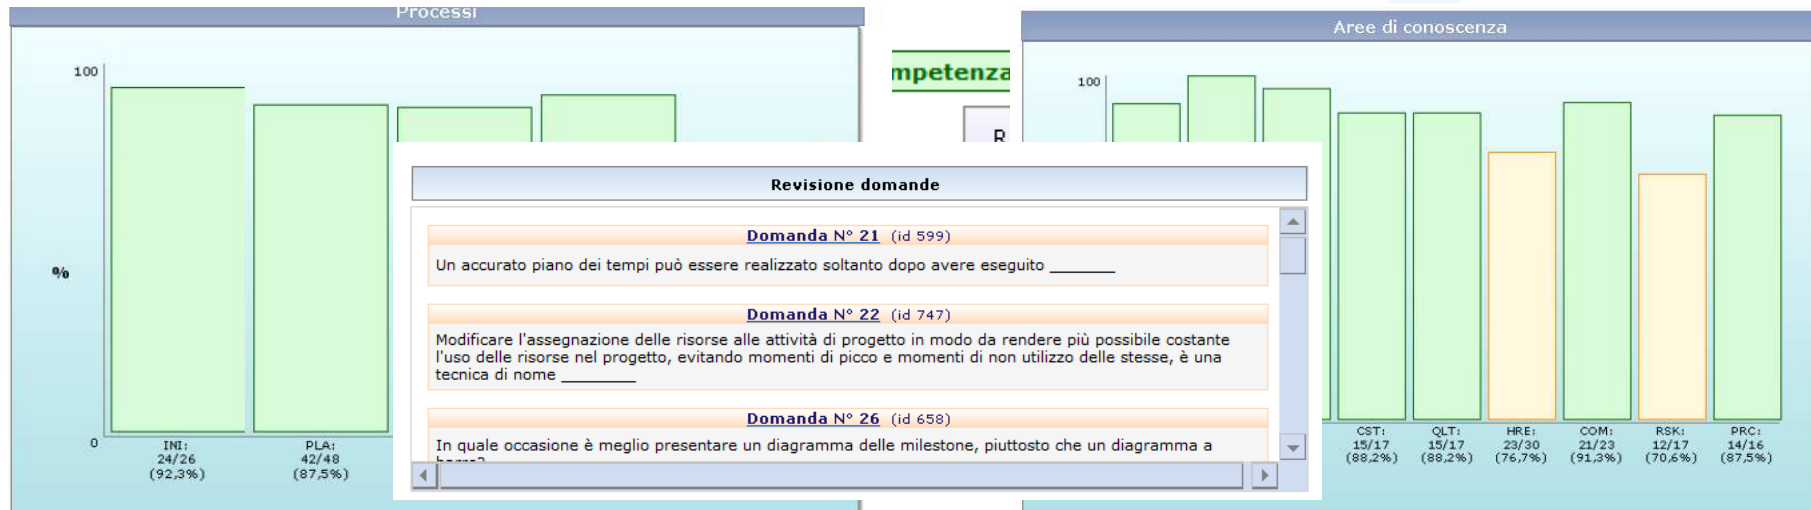 Processi
100
%
0
INI:
24/26
(92,3%)
PLA:
42/48
(87,5%)
mpetenza
R
Revisione domande
Domanda N° 21 (id 599)
Un accurato piano dei tempi può essere realizzato soltanto dopo avere eseguito _______
Domanda N° 22 (id 747)
Modificare l'assegnazione delle risorse alle attività di progetto in modo da rendere più possibile costante
l'uso delle risorse nel progetto, evitando momenti di picco e momenti di non utilizzo delle stesse, è una
tecnica di nome ________
Domanda N° 26 (id 658)
In quale occasione è meglio presentare un diagramma delle milestone, piuttosto che un diagramma a
Aree di conoscenza
100
CST:
15/17
(88,2%)
QLT:
15/17
(88,2%)
HRE:
23/30
(76,7%)
COM:
21/23
(91,3%)
RSK:
12/17
(70,6%)
PRC:
14/16
(87,5%)